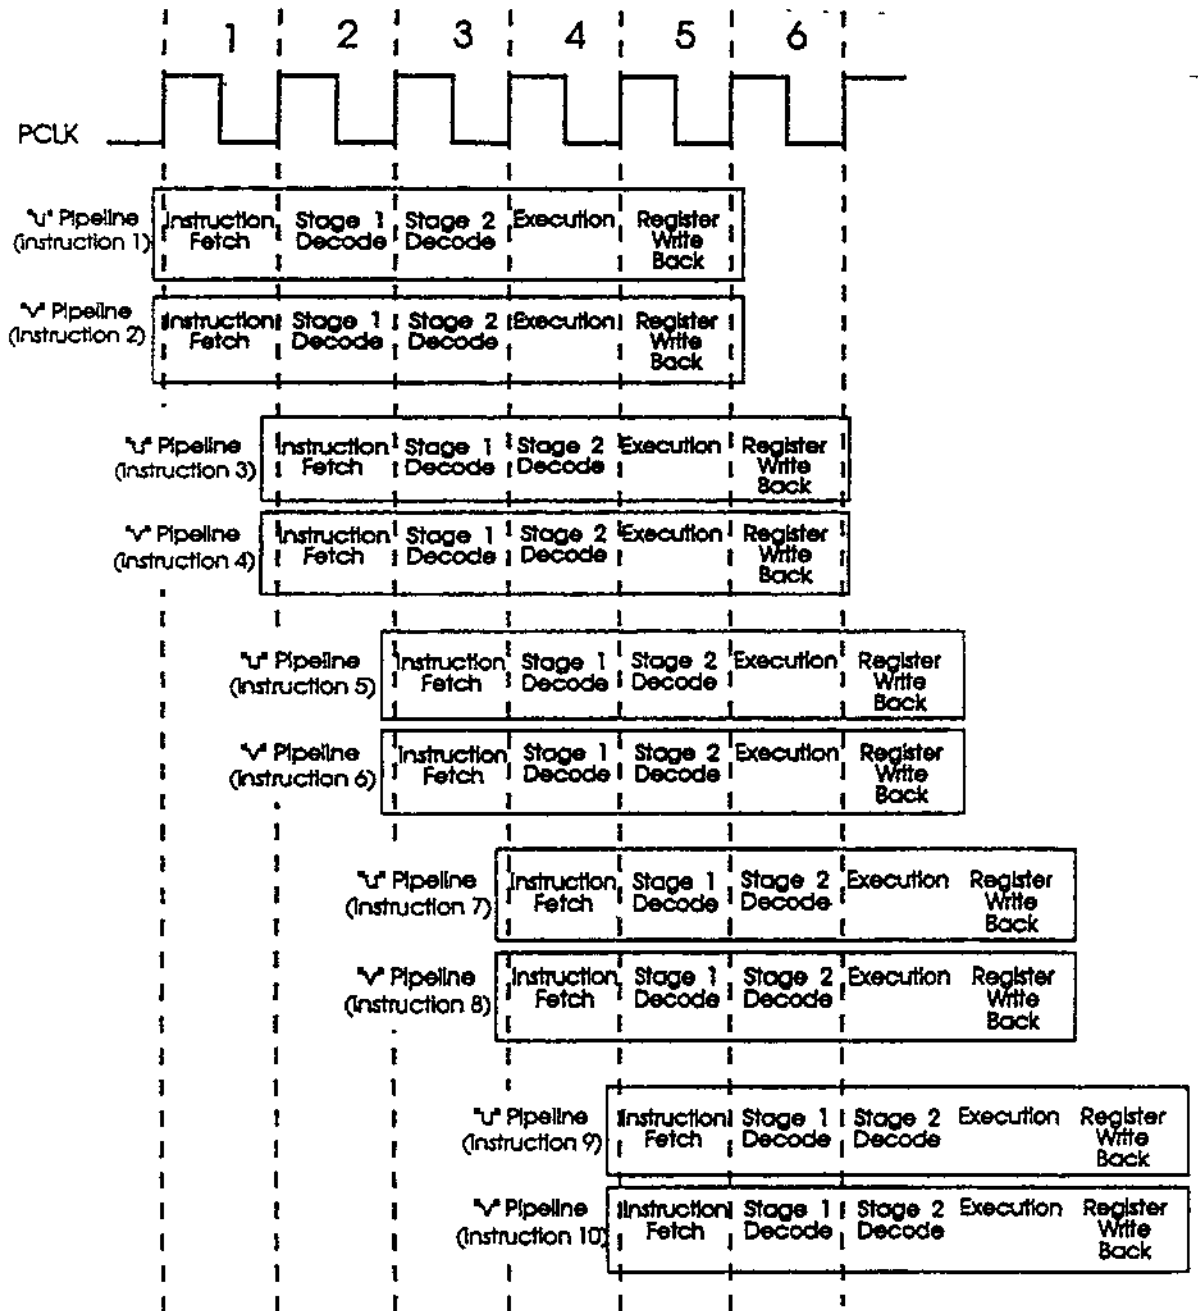 1 2 3 4 5 6
PCLK
"u" Pipeline
(instruction 1)
Instruction
Fetch
Stage 1
Decode
Stage 2
Decode
Execution
Register
Write
Back
"v" Pipeline
(Instruction 2)
Instruction
Fetch
Stage 1
Decode
Stage 2
Decode
Execution
Register
Write
Back
"u" Pipeline
(Instruction 3)
Instruction
Fetch
Stage 1
Decode
Stage 2
Decode
Execution
Register
Write
Back
"v" Pipeline
(Instruction 4)
Instruction
Fetch
Stage 1
Decode
Stage 2
Decode
Execution
Register
Write
Back
"u" Pipeline
(Instruction 5)
Instruction
Fetch
Stage 1
Decode
Stage 2
Decode
Execution
Register
Write
Back
"v" Pipeline
(Instruction 6)
Instruction
Fetch
Stage 1
Decode
Stage 2
Decode
Execution
Register
Write
Back
"u" Pipeline
(Instruction 7)
Instruction
Fetch
Stage 1
Decode
Stage 2
Decode
Execution
Register
Write
Back
"v" Pipeline
(Instruction 8)
Instruction
Fetch
Stage 1
Decode
Stage 2
Decode
Execution
Register
Write
Back
"u" Pipeline
(Instruction 9)
Instruction
Fetch
Stage 1
Decode
Stage 2
Decode
Execution
Register
Write
Back
"v" Pipeline
(Instruction 10)
Instruction
Fetch
Stage 1
Decode
Stage 2
Decode
Execution
Register
Write
Back